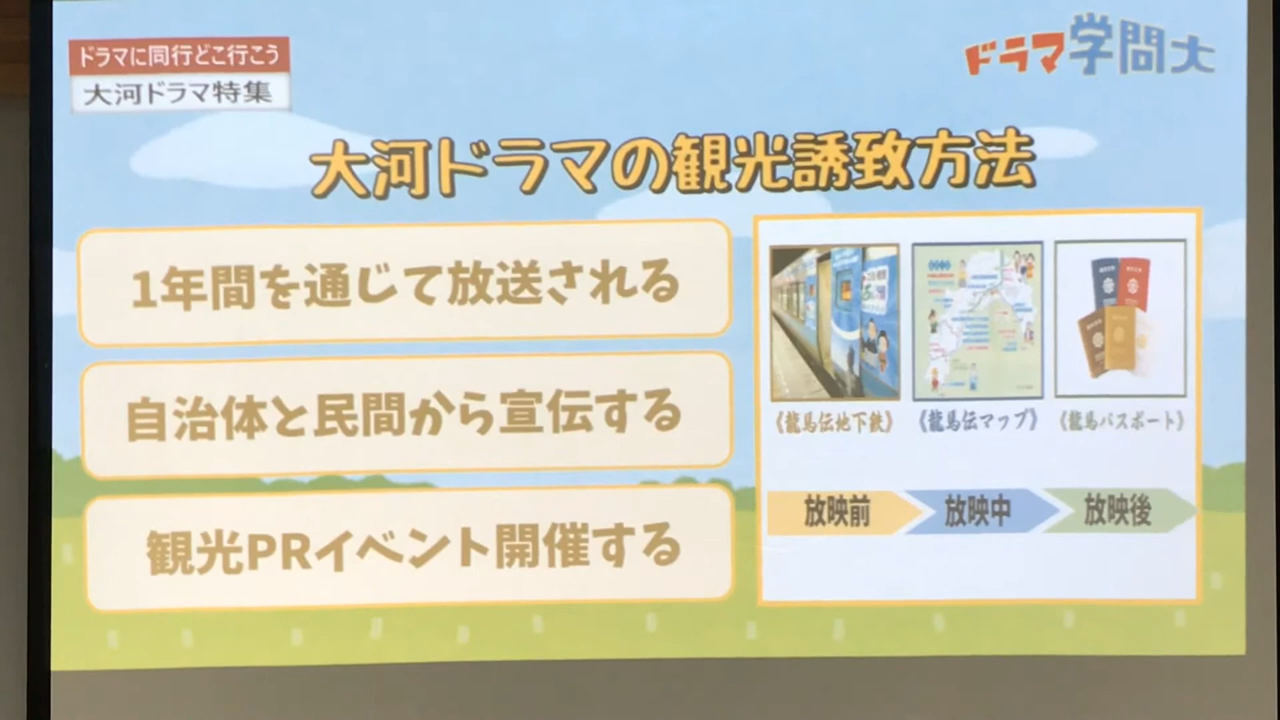 ドラマに同行どこ行こう
大河ドラマ特集
ドラマ学問大
大河ドラマの観光誘致方法
1年間を通じて放送される
自治体と民間から宣伝する
観光PRイベント開催する
《龍馬伝地下鉄》
《龍馬伝マップ》
《龍馬パスポート》
放映前
放映中
放映後